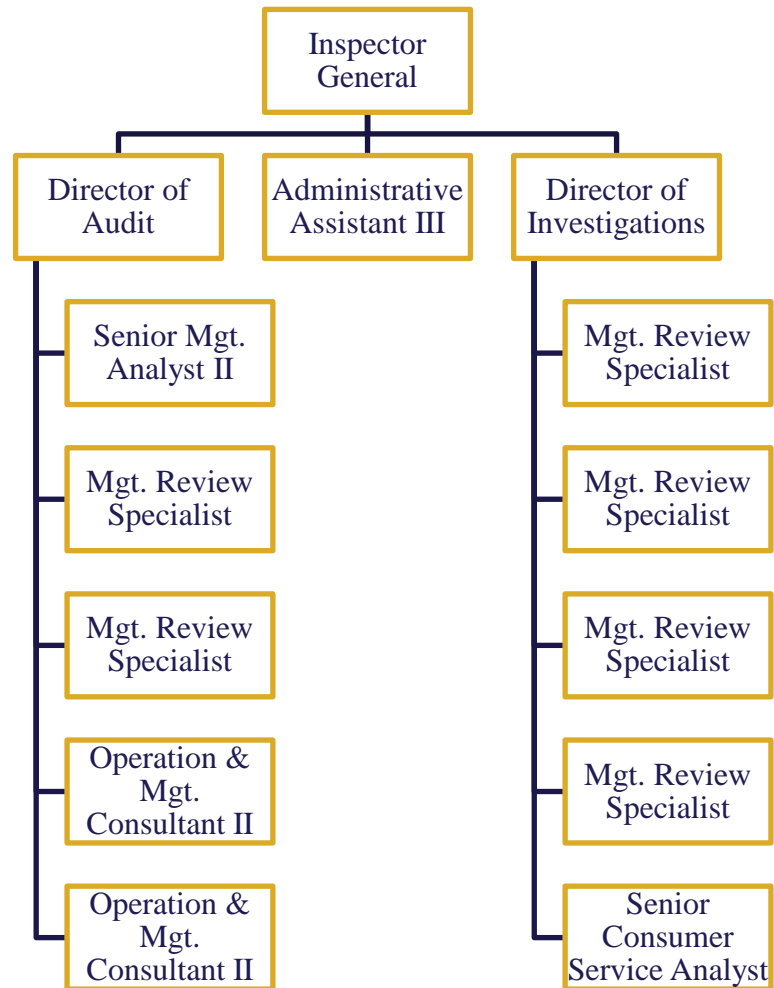 Inspector
General
Director of
Audit
Administrative
Assistant III
Director of
Investigations
Senior Mgt.
Analyst II
Mgt. Review
Specialist
Mgt. Review
Specialist
Operation &
Mgt.
Consultant II
Operation &
Mgt.
Consultant II
Mgt. Review
Specialist
Mgt. Review
Specialist
Mgt. Review
Specialist
Mgt. Review
Specialist
Senior
Consumer
Service Analyst